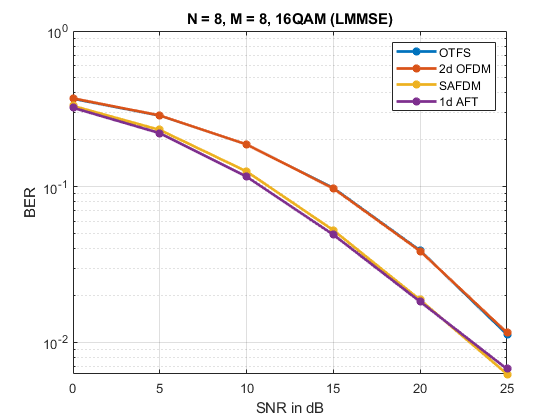 N = 8, M = 8, 16QAM (LMMSE)
10^0
10^-1
10^-2
BER
OTFS
2d OFDM
SAFDM
1d AFT
0 5 10 15 20 25
SNR in dB